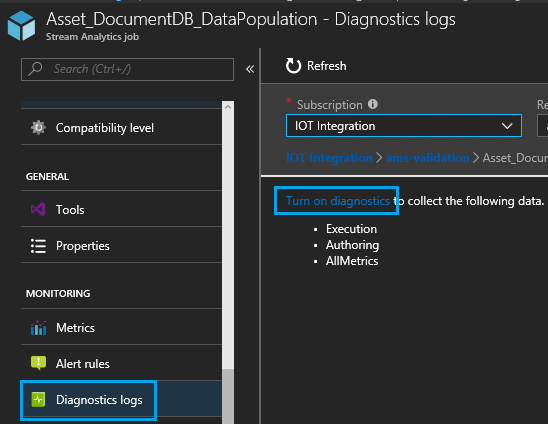 Asset_DocumentDB_DataPopulation - Diagnostics logs
Stream Analytics job
Search (Ctrl+/)
Compatibility level
GENERAL
Tools
Properties
MONITORING
Metrics
Alert rules
Diagnostics logs
Refresh
* Subscription
Re
IOT Integration
IOT Integration > ams-validation > Asset_Docum
Turn on diagnostics to collect the following data.
• Execution
• Authoring
• AllMetrics